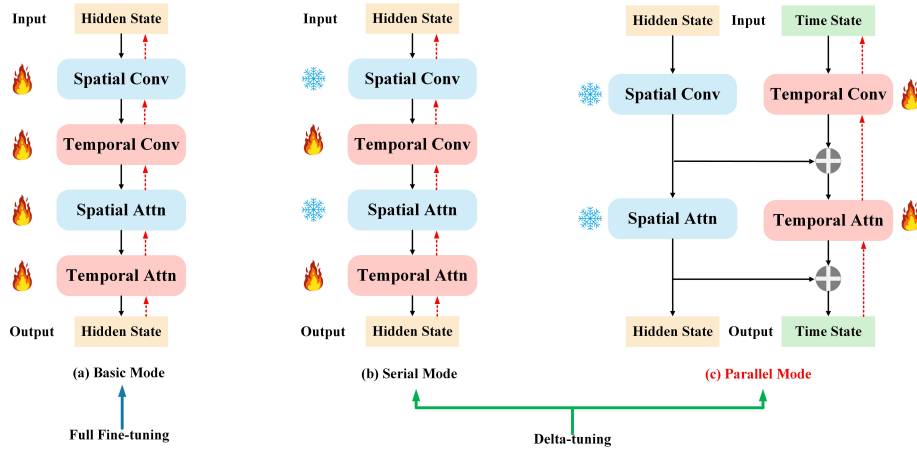 Input
Hidden State
Spatial Conv
Temporal Conv
Spatial Attn
Temporal Attn
Output
Hidden State
(a) Basic Mode
Full Fine-tuning
Input
Hidden State
Spatial Conv
Temporal Conv
Spatial Attn
Temporal Attn
Output
Hidden State
(b) Serial Mode
Hidden State
Input
Time State
Spatial Conv
Temporal Conv
Spatial Attn
Temporal Attn
Hidden State
Output
Time State
(c) Parallel Mode
Delta-tuning